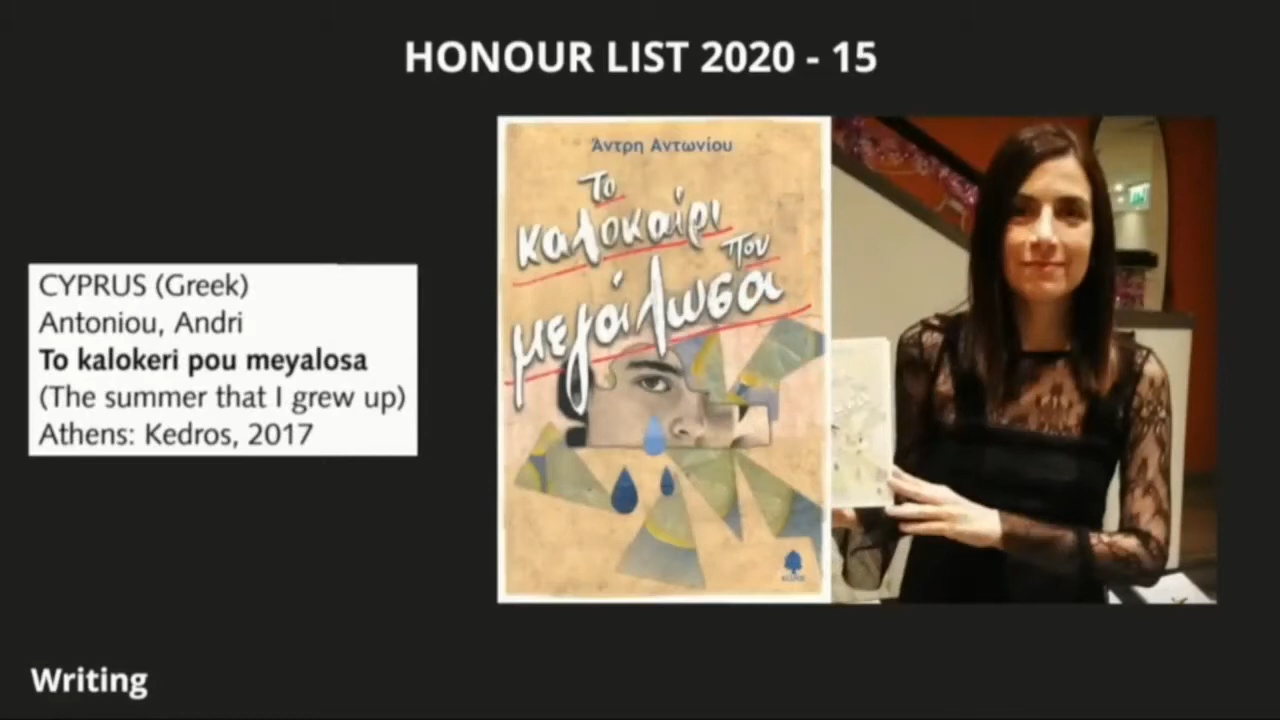 HONOUR LIST 2020 - 15
CYPRUS (Greek)
Antoniou, Andri
To kalokeri pou meyalosa
(The summer that I grew up)
Athens: Kedros, 2017
Άντρη Αντωνίου
Το
καλοκαίρι
που
μεγάλωσα
Writing